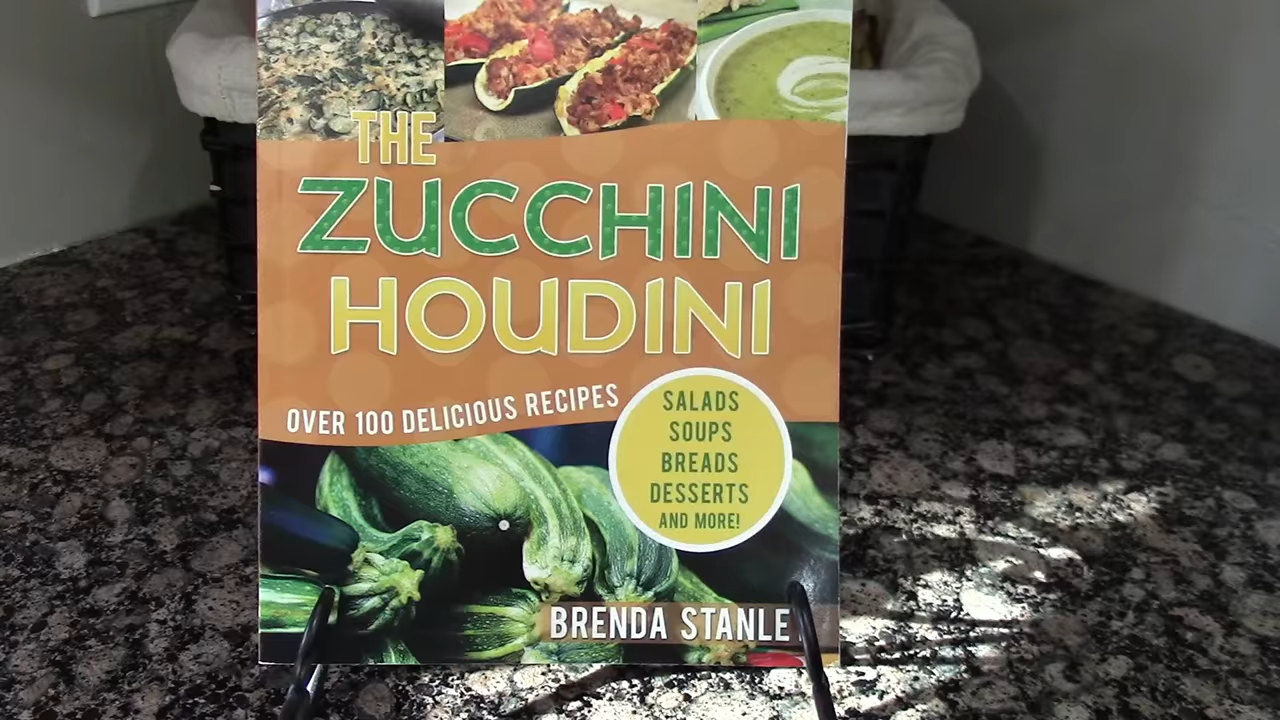 THE
ZUCCHINI
HOUDINI
OVER 100 DELICIOUS RECIPES
SALADS
SOUPS
BREADS
DESSERTS
AND MORE!
BRENDA STANLE